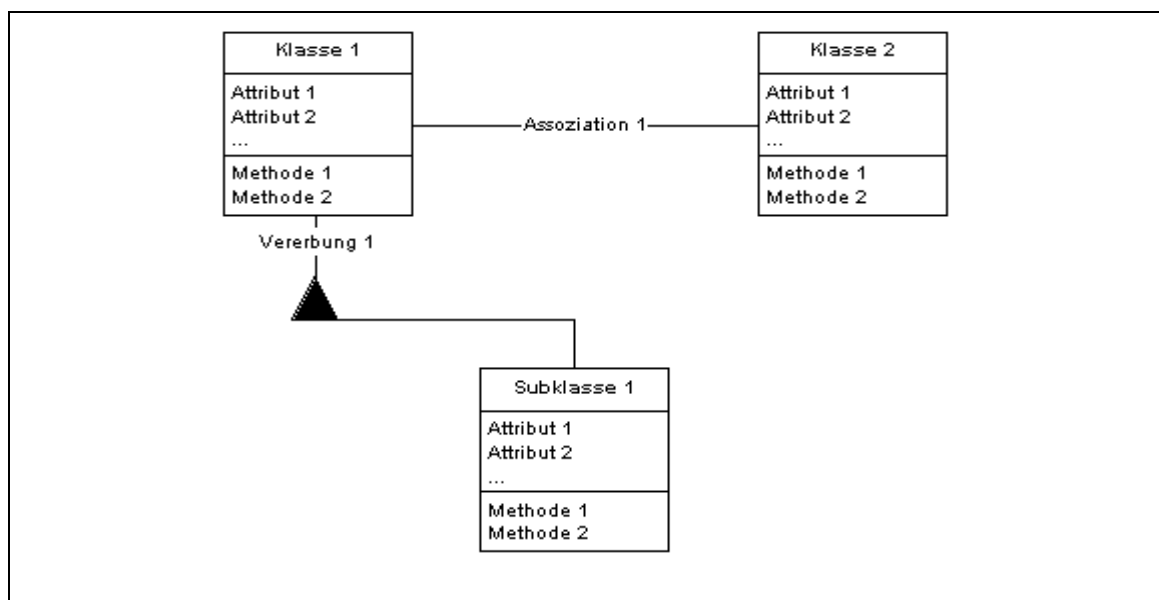 Klasse 1
Attribut 1
Attribut 2
...
Methode 1
Methode 2
Assoziation 1
Klasse 2
Attribut 1
Attribut 2
...
Methode 1
Methode 2
Vererbung 1
Subklasse 1
Attribut 1
Attribut 2
...
Methode 1
Methode 2